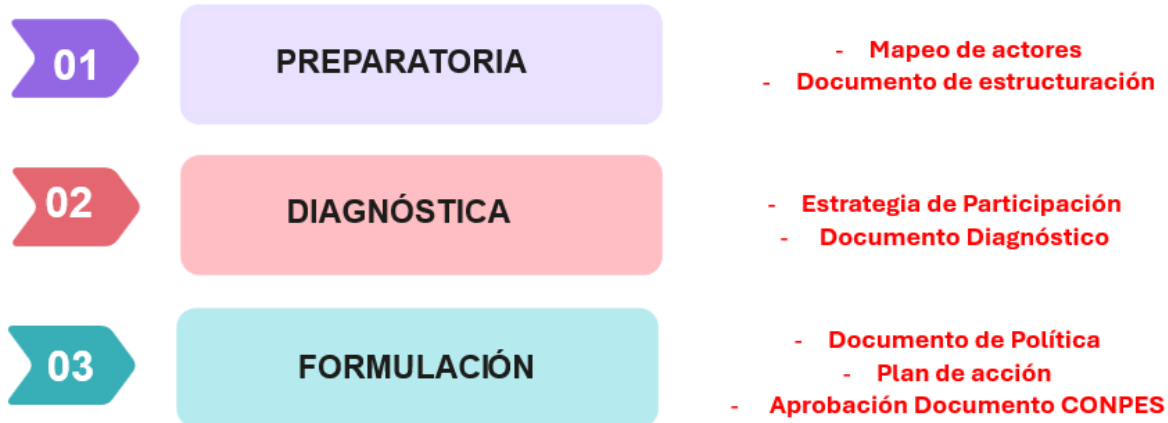 01
PREPARATORIA
- Mapeo de actores
- Documento de estructuración
02
DIAGNÓSTICA
- Estrategia de Participación
- Documento Diagnóstico
03
FORMULACIÓN
- Documento de Política
- Plan de acción
- Aprobación Documento CONPES